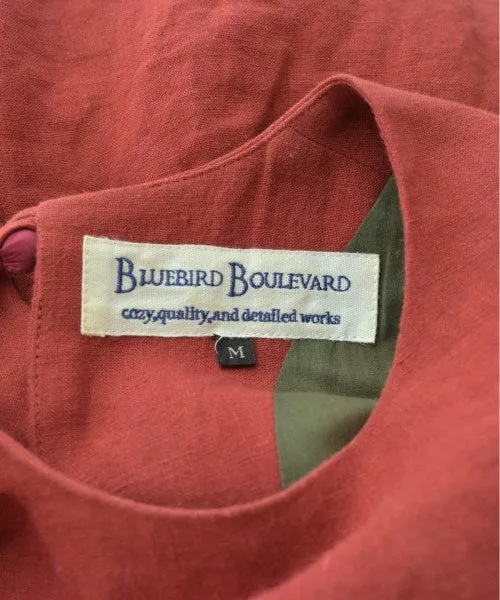 BLUEBIRD BOULEVARD
cozy,quality,and detailed works
M